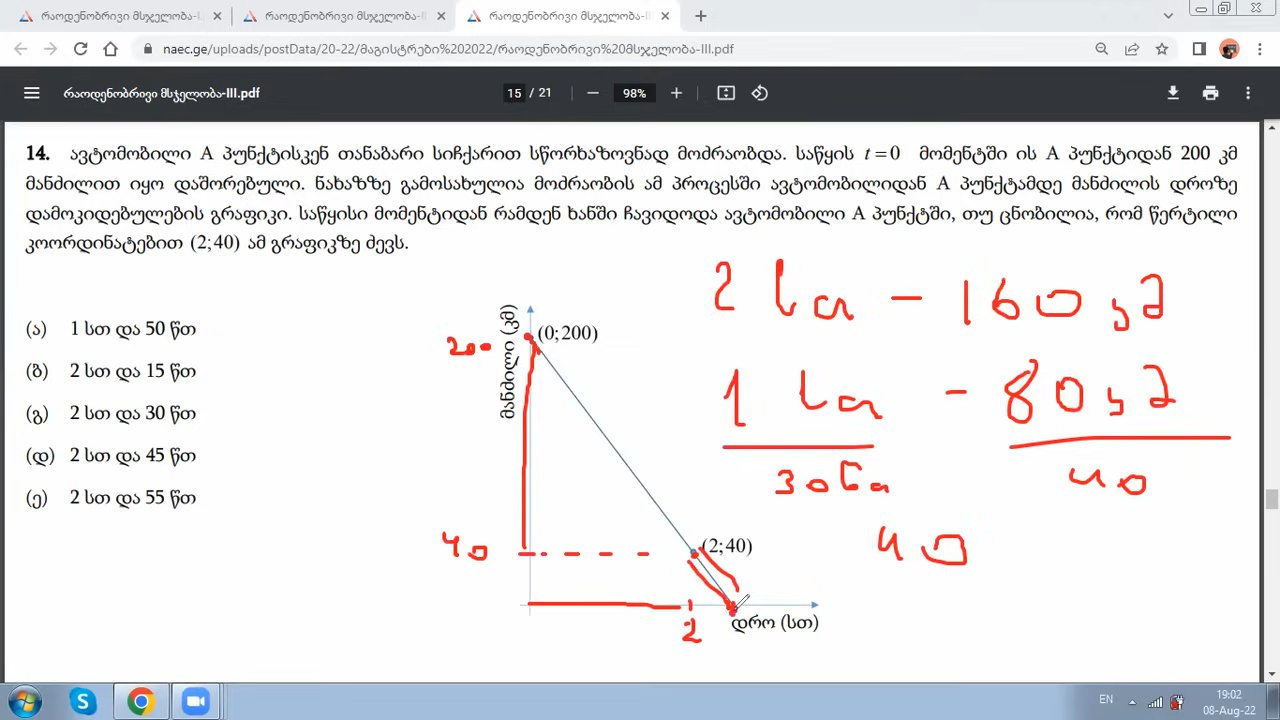 რაოდენობრივი მსჯელობა-III
რაოდენობრივი მსჯელობა-III
რაოდენობრივი მსჯელობა-III
naec.ge/uploads/postData/20-22/მაგისტრები%202022/რაოდენობრივი%20მსჯელობა-III.pdf
რაოდენობრივი მსჯელობა-III.pdf
15 / 21
98%
14. ავტომობილი A პუნქტისკენ თანაბარი სიჩქარით სწორხაზოვნად მოძრაობდა. საწყის t = 0 მომენტში ის A პუნქტიდან 200 კმ
მანძილით იყო დაშორებული. ნახაზზე გამოსახულია მოძრაობის ამ პროცესში ავტომობილიდან A პუნქტამდე მანძილის დროზე
დამოკიდებულების გრაფიკი. საწყისი მომენტიდან რამდენ ხანში ჩავიდოდა ავტომობილი A პუნქტში, თუ ცნობილია, რომ წერტილი
კოორდინატებით (2;40) ამ გრაფიკზე ძევს.
(ა) 1 სთ და 50 წთ
(ბ) 2 სთ და 15 წთ
(გ) 2 სთ და 30 წთ
(დ) 2 სთ და 45 წთ
(ე) 2 სთ და 55 წთ
მანძილი (კმ)
(0;200)
200
40
(2;40)
2
დრო (სთ)
2 სთ - 160 კმ
1 სთ - 80 კმ
40
40
EN
19:02
08-Aug-22